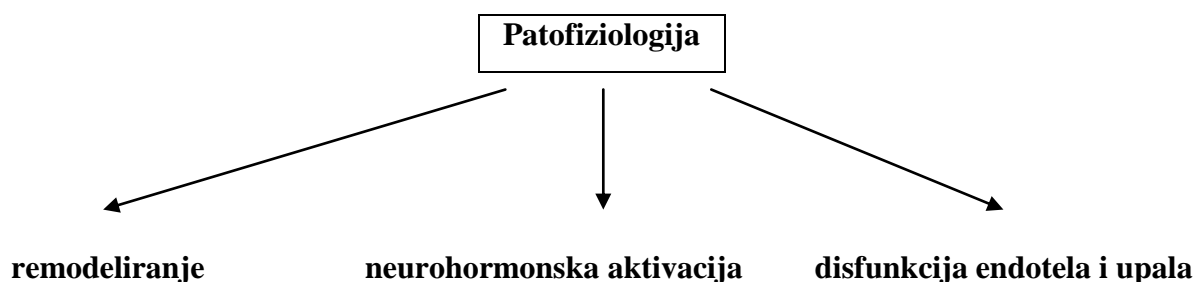 Patofiziologija
remodeliranje neurohormonska aktivacija disfunkcija endotela i upala